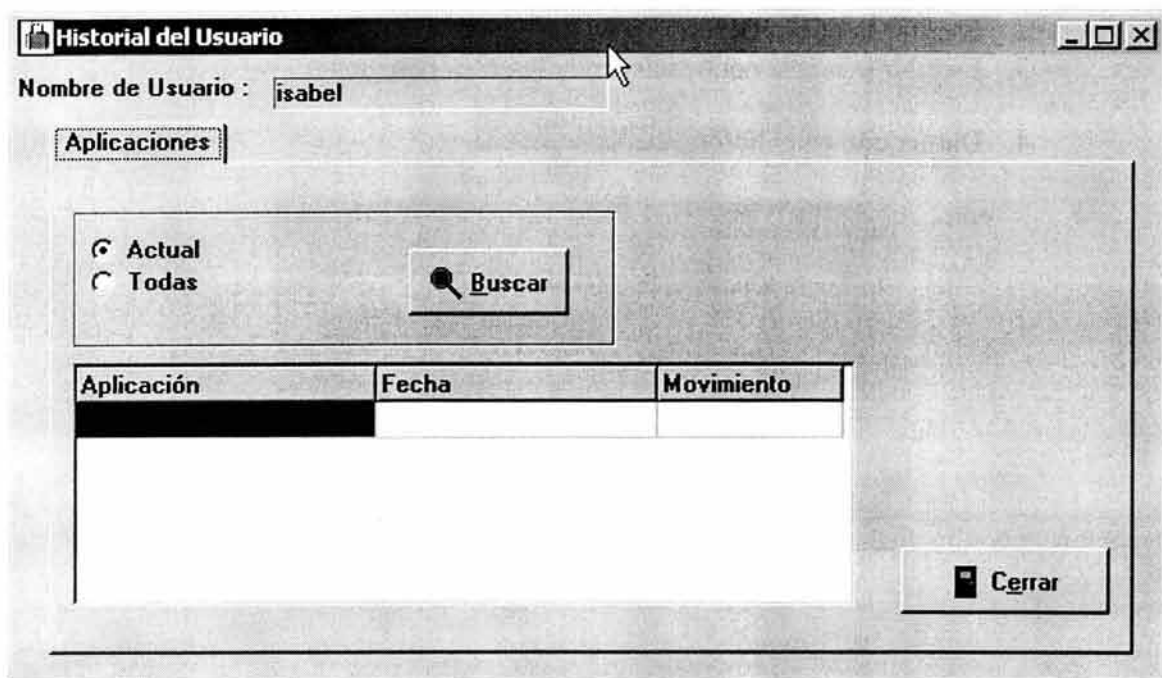 Historial del Usuario
Nombre de Usuario : isabel
Aplicaciones
Actual
Todas
Buscar
Aplicación Fecha Movimiento
Cerrar